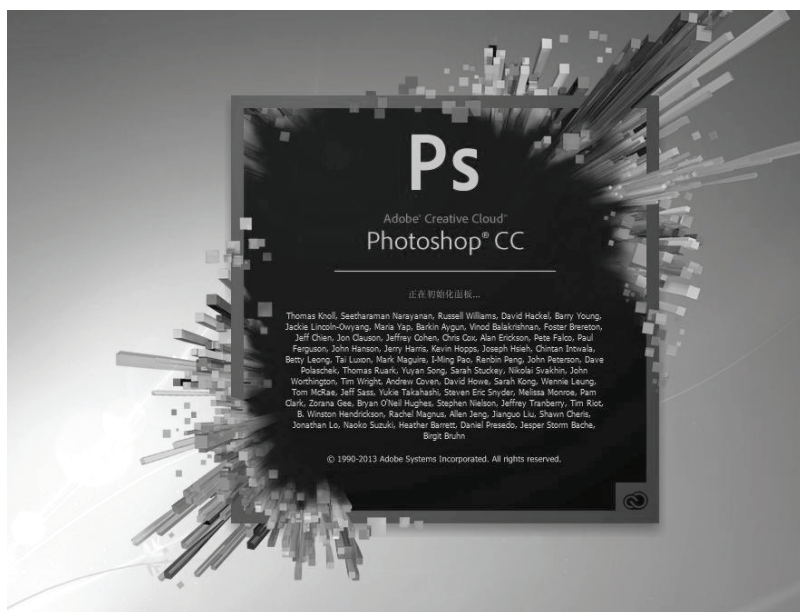 Ps
Adobe® Creative Cloud™
Photoshop® CC
正在初始化面板...
Thomas Knoll, Seetharaman Narayanan, Russell Williams, David Hackel, Barry Young,
Jackie Lincoln-Owyang, Maria Yap, Barkin Aygun, Vinod Balakrishnan, Foster Brereton,
Jeff Chien, Jon Clauson, Jeffrey Cohen, Chris Cox, Alan Erickson, Pete Falco, Paul
Ferguson, John Hanson, Jerry Harris, Kevin Hopps, Joseph Hsieh, Chintan Intwala,
Betty Leong, Tai Luxon, Mark Maguire, I-Ming Pao, Renbin Peng, John Peterson, Dave
Polaschek, Thomas Ruark, Yuyan Song, Sarah Stuckey, Nikolai Svakhin, John
Worthington, Tim Wright, Andrew Coven, David Howe, Sarah Kong, Wennie Leung,
Tom McRae, Jeff Sass, Yukie Takahashi, Steven Eric Snyder, Melissa Monroe, Pam
Clark, Zorana Gee, Bryan O'Neil Hughes, Stephen Nielson, Jeffrey Tranberry, Tim Riot,
B. Winston Hendrickson, Rachel Magnus, Allen Jeng, Jianguo Liu, Shawn Cheris,
Jonathan Lo, Naoko Suzuki, Heather Barrett, Daniel Presedo, Jesper Storm Bache,
Birgit Bruhn
© 1990-2013 Adobe Systems Incorporated. All rights reserved.